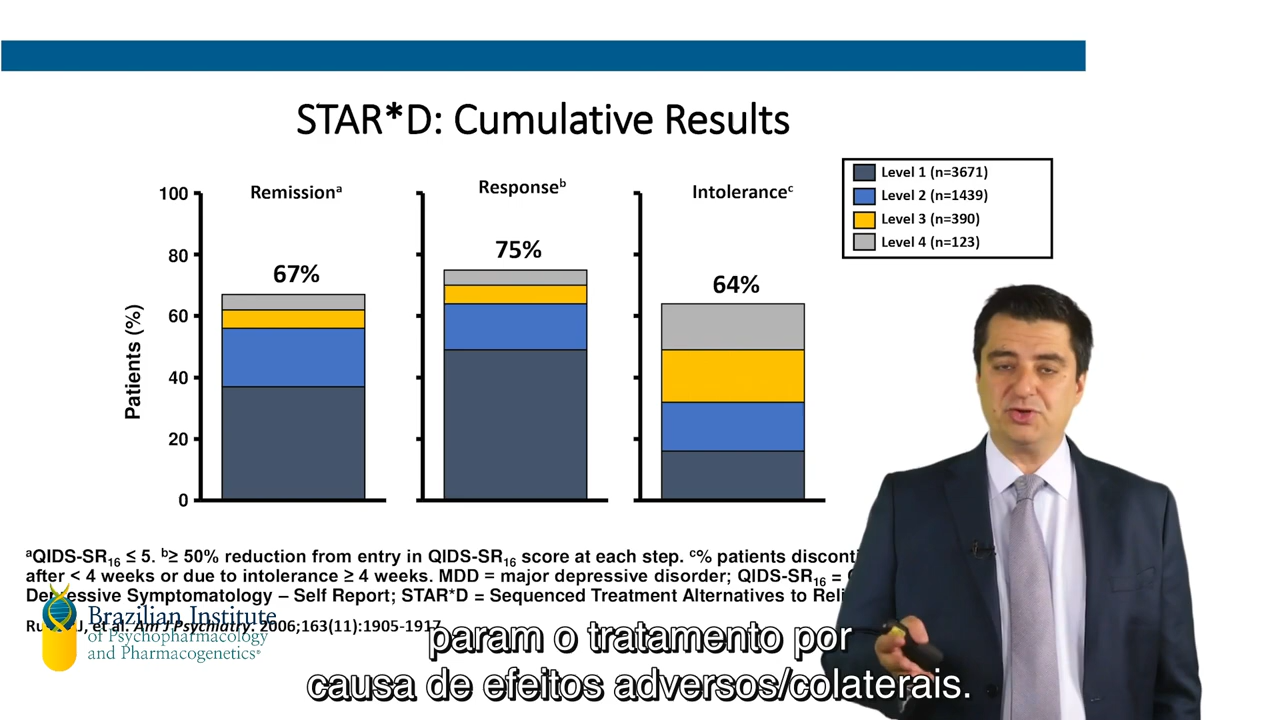 STAR*D: Cumulative Results
Remissionᵃ
Responseᵇ
Intoleranceᶜ
Level 1 (n=3671)
Level 2 (n=1439)
Level 3 (n=390)
Level 4 (n=123)
Patients (%)
100
80
60
40
20
0
67%
75%
64%
ᵃQIDS-SR₁₆ ≤ 5. ᵇ≥ 50% reduction from entry in QIDS-SR₁₆ score at each step. ᶜ% patients
after < 4 weeks or due to intolerance ≥ 4 weeks. MDD = major depressive disorder; QIDS-SR₁₆ =
Depressive Symptomatology – Self Report; STAR*D = Sequenced Treatment Alternatives to
J, et al. Am J Psychiatry. 2006;163(11):1905-1917
Brazilian Institute
of Psychopharmacology
and Pharmacogenetics®
param o tratamento por
causa de efeitos adversos/colaterais.